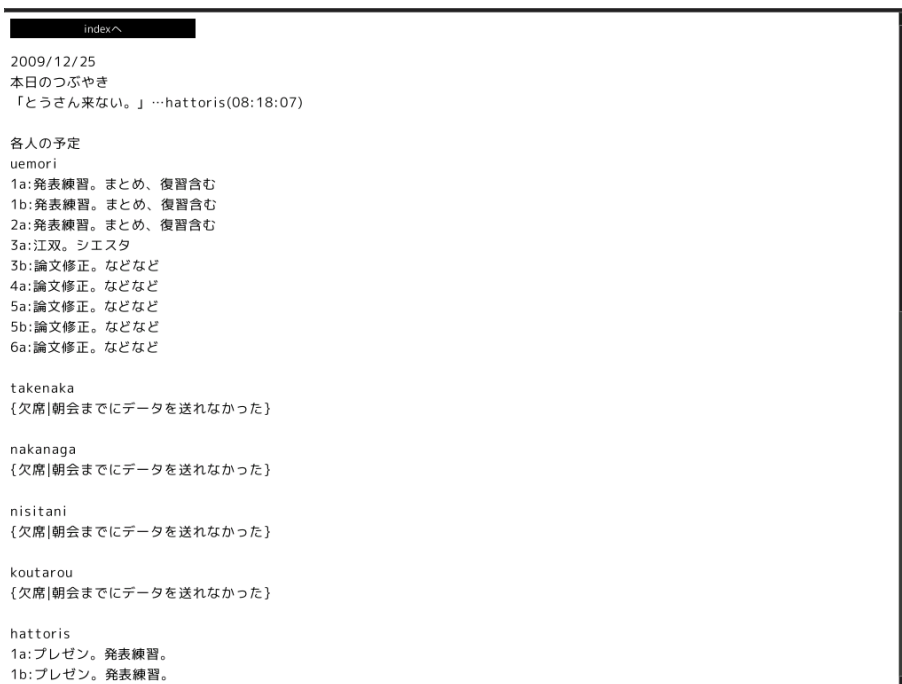 indexへ
2009/12/25
本日のつぶやき
「とうさん来ない。」…hattoris(08:18:07)
各人の予定
uemori
1a:発表練習。まとめ、復習含む
1b:発表練習。まとめ、復習含む
2a:発表練習。まとめ、復習含む
3a:江双。シエスタ
3b:論文修正。などなど
4a:論文修正。などなど
5a:論文修正。などなど
5b:論文修正。などなど
6a:論文修正。などなど
takenaka
{欠席|朝会までにデータを送れなかった}
nakanaga
{欠席|朝会までにデータを送れなかった}
nisitani
{欠席|朝会までにデータを送れなかった}
koutarou
{欠席|朝会までにデータを送れなかった}
hattoris
1a:プレゼン。発表練習。
1b:プレゼン。発表練習。